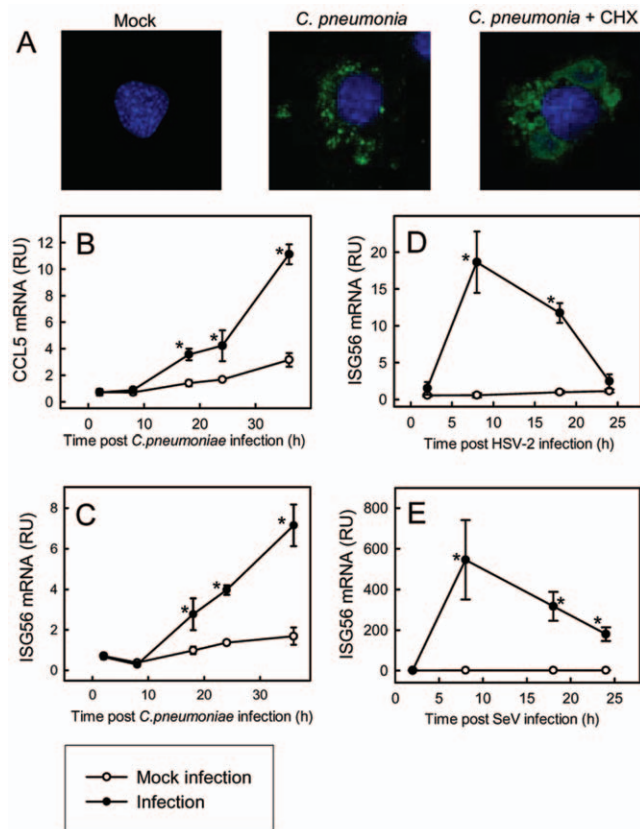 Mock
C. pneumonia
C. pneumonia + CHX
A
B
CCL5 mRNA (RU)
12
10
8
6
4
2
0
0 10 20 30
Time post C.pneumoniae infection (h)
* * *
D
ISG56 mRNA (RU)
20
15
10
5
0
0 5 10 15 20 25
Time post HSV-2 infection (h)
* *
C
ISG56 mRNA (RU)
8
6
4
2
0
0 10 20 30
Time post C.pneumoniae infection (h)
* * *
E
ISG56 mRNA (RU)
800
600
400
200
0
0 5 10 15 20 25
Time post SeV infection (h)
* * *
Mock infection
Infection